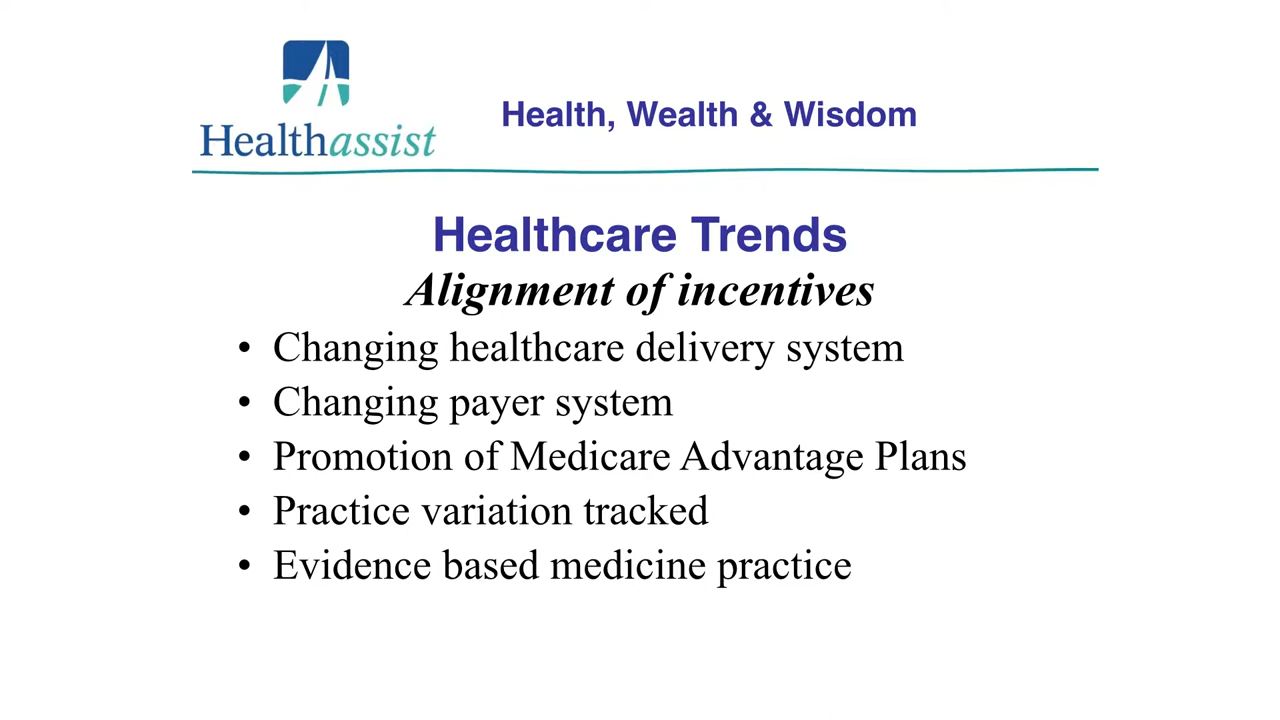 Healthassist
Health, Wealth & Wisdom
Healthcare Trends
Alignment of incentives
• Changing healthcare delivery system
• Changing payer system
• Promotion of Medicare Advantage Plans
• Practice variation tracked
• Evidence based medicine practice